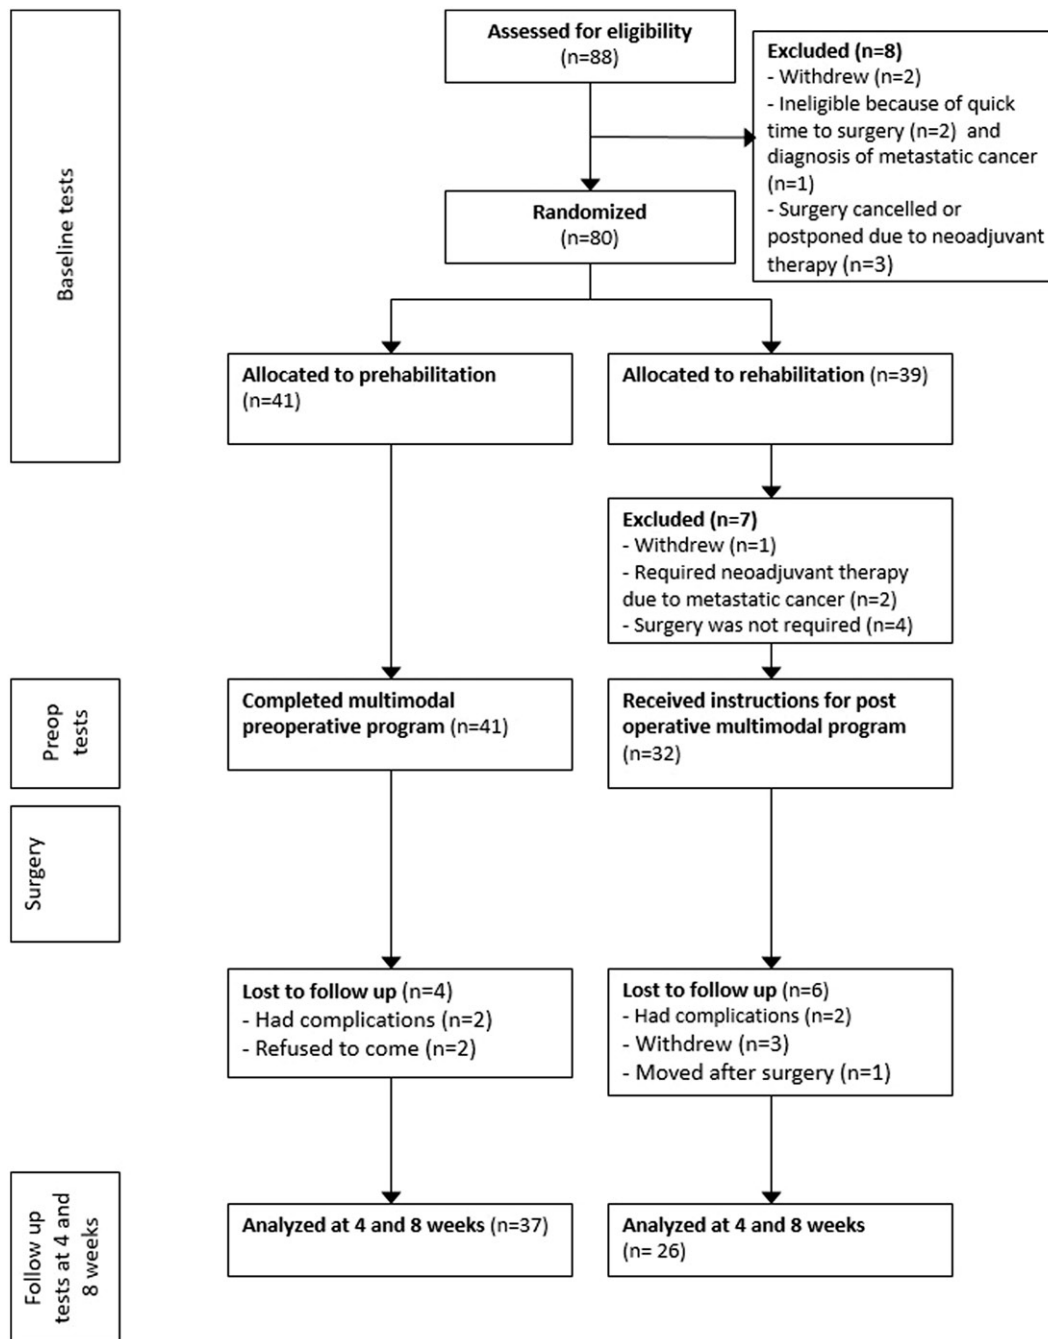 Assessed for eligibility
(n=88)
Excluded (n=8)
- Withdrew (n=2)
- Ineligible because of quick
time to surgery (n=2)  and
diagnosis of metastatic cancer
(n=1)
- Surgery cancelled or
postponed due to neoadjuvant
therapy (n=3)
Baseline tests
Randomized
(n=80)
Allocated to prehabilitation
(n=41)
Allocated to rehabilitation (n=39)
Excluded (n=7)
- Withdrew (n=1)
- Required neoadjuvant therapy
due to metastatic cancer (n=2)
- Surgery was not required (n=4)
Preop
tests
Completed multimodal
preoperative program (n=41)
Received instructions for post
operative multimodal program
(n=32)
Surgery
Lost to follow up (n=4)
- Had complications (n=2)
- Refused to come (n=2)
Lost to follow up (n=6)
- Had complications (n=2)
- Withdrew (n=3)
- Moved after surgery (n=1)
Follow up
tests at 4 and
8 weeks
Analyzed at 4 and 8 weeks (n=37)
Analyzed at 4 and 8 weeks
(n= 26)